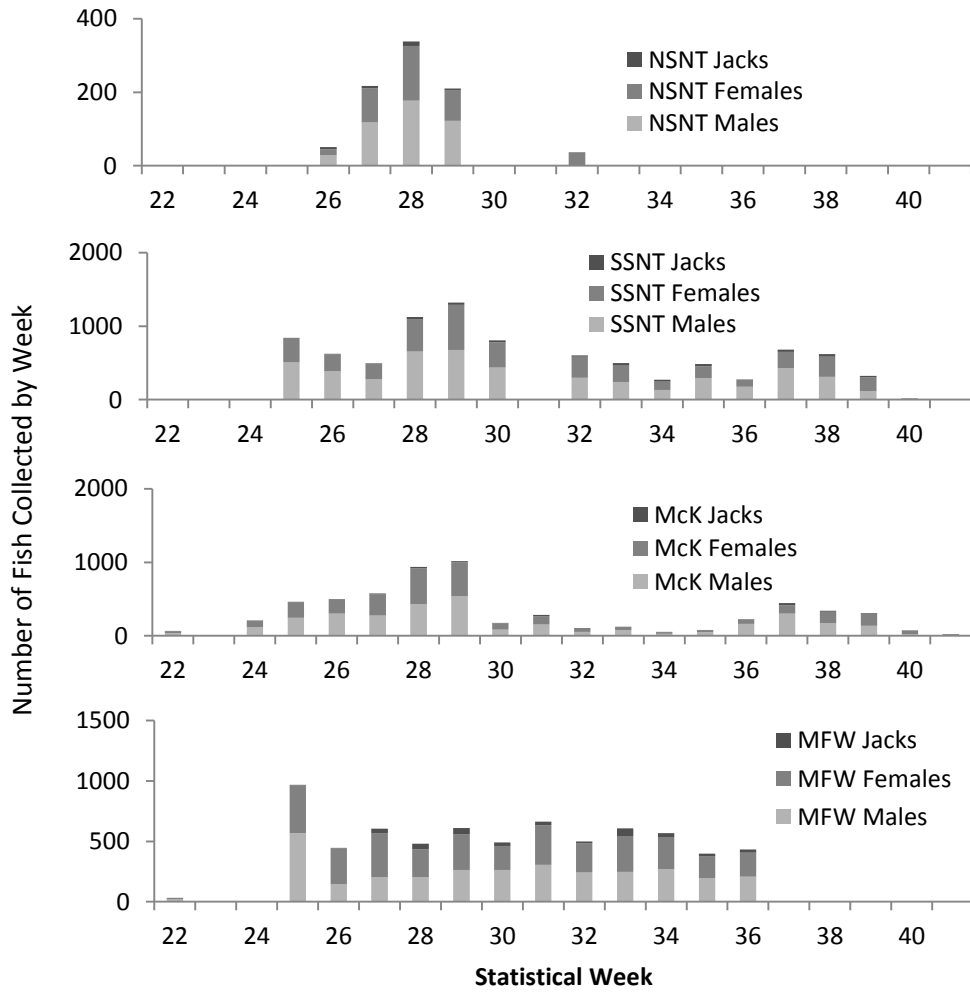 Number of Fish Collected by Week
400
200
0
NSNT Jacks
NSNT Females
NSNT Males
22 24 26 28 30 32 34 36 38 40
2000
1000
0
SSNT Jacks
SSNT Females
SSNT Males
22 24 26 28 30 32 34 36 38 40
2000
1000
0
McK Jacks
McK Females
McK Males
22 24 26 28 30 32 34 36 38 40
1500
1000
500
0
MFW Jacks
MFW Females
MFW Males
22 24 26 28 30 32 34 36 38 40
Statistical Week